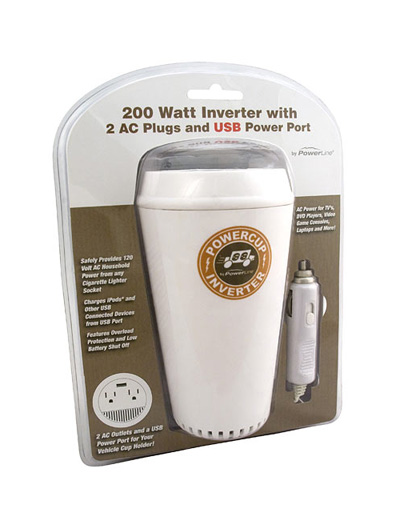 200 Watt Inverter with
2 AC Plugs and USB Power Port
by PowerLine®
AC Power for TV's,
DVD Players, Video
Game Consoles,
Laptops and More!
POWERCUP
by PowerLine
INVERTER
Safely Provides 120
Volt AC Household
Power from any
Cigarette Lighter
Socket
Charges iPods® and
Other USB
Connected Devices
from USB Port
Features Overload
Protection and Low
Battery Shut Off
2 AC Outlets and a USB
Power Port for Your
Vehicle Cup Holder!